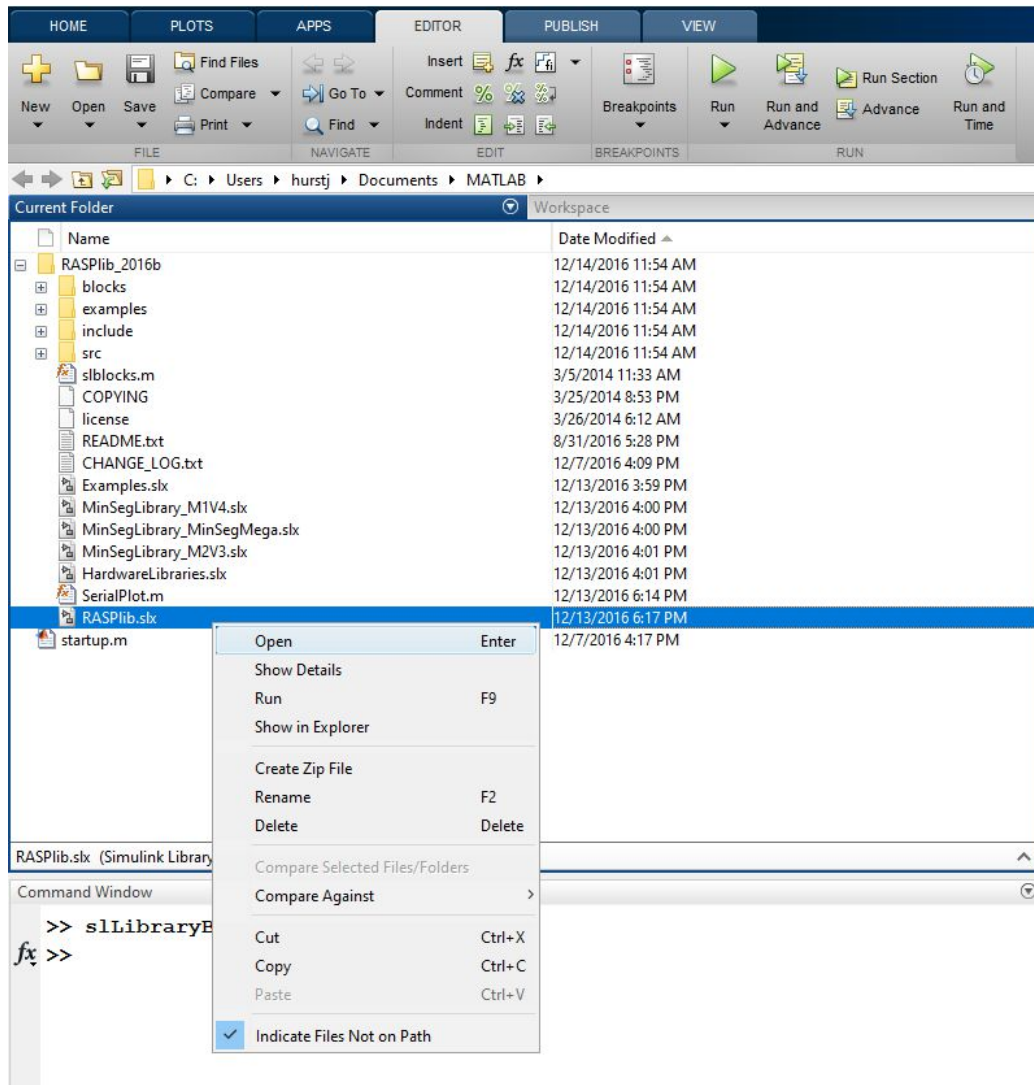 HOME PLOTS APPS EDITOR PUBLISH VIEW
New
Open
Save
Find Files
Compare
Print
FILE
Go To
Find
NAVIGATE
Insert fx
Comment
Indent
EDIT
Breakpoints
BREAKPOINTS
Run
Run and
Advance
Run Section
Advance
Run and
Time
RUN
C: Users hurstj Documents MATLAB
Current Folder
Workspace
Name Date Modified
RASPlib_2016b 12/14/2016 11:54 AM
blocks 12/14/2016 11:54 AM
examples 12/14/2016 11:54 AM
include 12/14/2016 11:54 AM
src 12/14/2016 11:54 AM
slblocks.m 3/5/2014 11:33 AM
COPYING 3/25/2014 8:53 PM
license 3/26/2014 6:12 AM
README.txt 8/31/2016 5:28 PM
CHANGE_LOG.txt 12/7/2016 4:09 PM
Examples.slx 12/13/2016 3:59 PM
MinSegLibrary_M1V4.slx 12/13/2016 4:00 PM
MinSegLibrary_MinSegMega.slx 12/13/2016 4:00 PM
MinSegLibrary_M2V3.slx 12/13/2016 4:01 PM
HardwareLibraries.slx 12/13/2016 4:01 PM
SerialPlot.m 12/13/2016 6:14 PM
RASPlib.slx 12/13/2016 6:17 PM
startup.m 12/7/2016 4:17 PM
Open Enter
Show Details
Run F9
Show in Explorer
Create Zip File
Rename F2
Delete Delete
Compare Selected Files/Folders
Compare Against
Cut Ctrl+X
Copy Ctrl+C
Paste Ctrl+V
Indicate Files Not on Path
RASPlib.slx (Simulink Library
Command Window
>> slLibraryB
fx >>